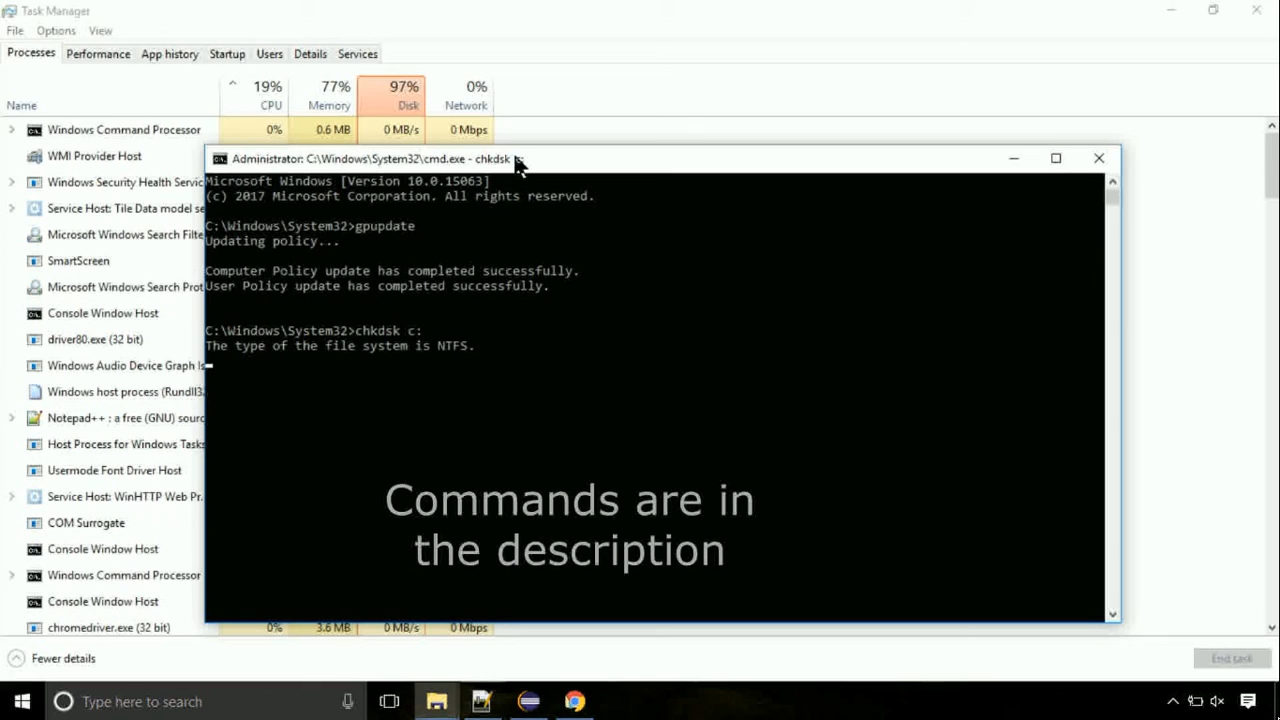 Task Manager
File Options View
Processes Performance App history Startup Users Details Services
19% 77% 97% 0%
Name CPU Memory Disk Network
Windows Command Processor 0% 0.6 MB 0 MB/s 0 Mbps
WMI Provider Host
Administrator: C:\Windows\System32\cmd.exe - chkdsk
Windows Security Health Servic
Microsoft Windows [Version 10.0.15063]
(c) 2017 Microsoft Corporation. All rights reserved.
Service Host: Tile Data model se
C:\Windows\System32>gpupdate
Microsoft Windows Search Filte
Updating policy...
SmartScreen
Computer Policy update has completed successfully.
Microsoft Windows Search Prot
User Policy update has completed successfully.
Console Window Host
C:\Windows\System32>chkdsk c:
driver80.exe (32 bit)
The type of the file system is NTFS.
Windows Audio Device Graph Is
Windows host process (Rundll3
Notepad++ : a free (GNU) sourc
Host Process for Windows Tasks
Usermode Font Driver Host
Service Host: WinHTTP Web Pr.
COM Surrogate
Console Window Host
Windows Command Processor
Console Window Host
Commands are in
the description
chromedriver.exe (32 bit) 0% 3.6 MB 0 MB/s 0 Mbps
Fewer details End task
Type here to search